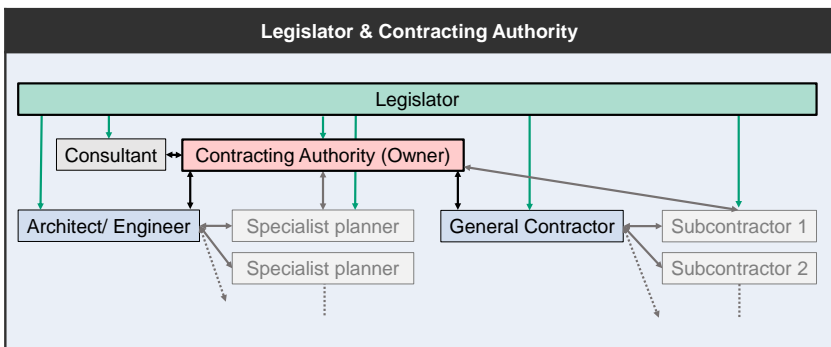 Legislator & Contracting Authority
Legislator
Consultant
Contracting Authority (Owner)
Architect/ Engineer
Specialist planner
General Contractor
Subcontractor 1
Specialist planner
Subcontractor 2